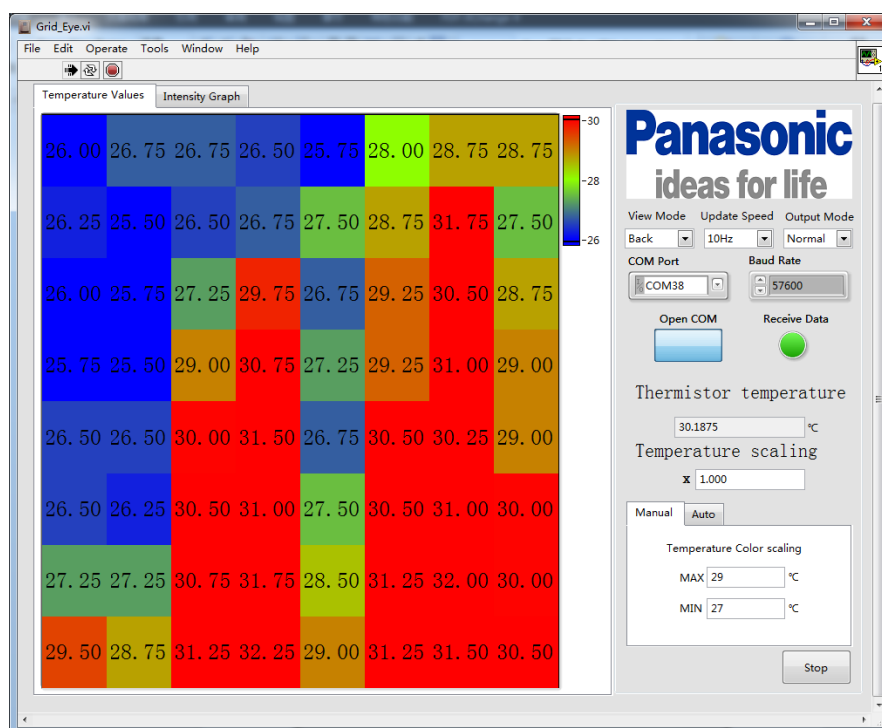 Grid_Eye.vi
File Edit Operate Tools Window Help
Temperature Values Intensity Graph
26.00 26.75 26.75 26.50 25.75 28.00 28.75 28.75
26.25 25.50 26.50 26.75 27.50 28.75 31.75 27.50
26.00 25.75 27.25 29.75 26.75 29.25 30.50 28.75
25.75 25.50 29.00 30.75 27.25 29.25 31.00 29.00
26.50 26.50 30.00 31.50 26.75 30.50 30.25 29.00
26.50 26.25 30.50 31.00 27.50 30.50 31.00 30.00
27.25 27.25 30.75 31.75 28.50 31.25 32.00 30.00
29.50 28.75 31.25 32.25 29.00 31.25 31.50 30.50
-30
-28
-26
Panasonic
ideas for life
View Mode Update Speed Output Mode
Back 10Hz Normal
COM Port Baud Rate
COM38 57600
Open COM Receive Data
Thermistor temperature
30.1875 ℃
Temperature scaling
x 1.000
Manual Auto
Temperature Color scaling
MAX 29 ℃
MIN 27 ℃
Stop